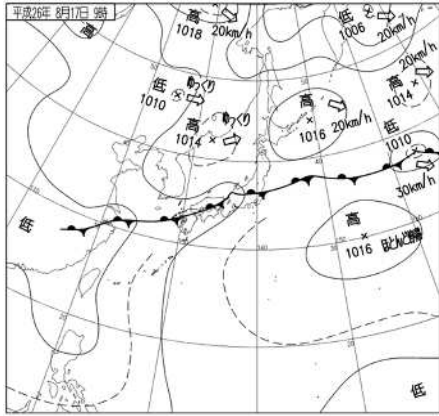 平成26年 8月17日 9時
高
高
1018 20km/h
低
1006 20km/h
20km/h
高
1014
低
1010
ゆっくり
高
1014
ゆっくり
高
1016 20km/h
低
1010
30km/h
低
高
1016 ほとんど停滞
低